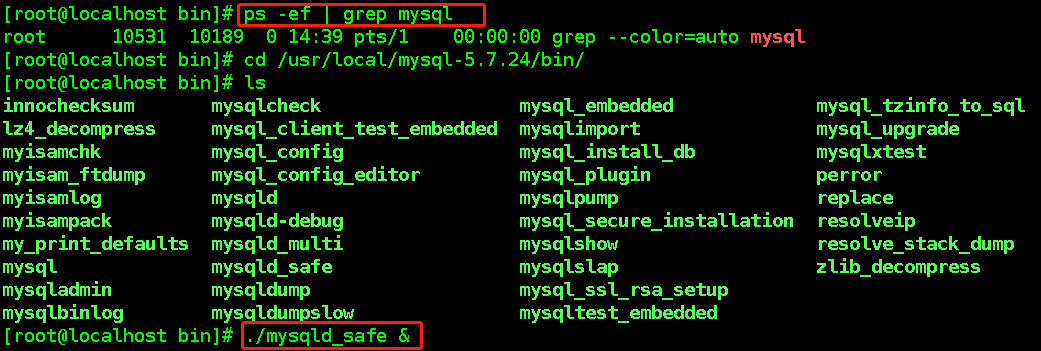 [root@localhost bin]# ps -ef | grep mysql
root      10531  10189  0 14:39 pts/1    00:00:00 grep --color=auto mysql
[root@localhost bin]# cd /usr/local/mysql-5.7.24/bin/
[root@localhost bin]# ls
innochecksum       mysqlcheck                  mysql_embedded             mysql_tzinfo_to_sql
lz4_decompress     mysql_client_test_embedded  mysqlimport                mysql_upgrade
myisamchk          mysql_config                mysql_install_db           mysqlxtest
myisam_ftdump      mysql_config_editor         mysql_plugin               perror
myisamlog          mysqld                      mysqlpump                  replace
myisampack         mysqld-debug                mysql_secure_installation  resolveip
my_print_defaults  mysqld_multi                mysqlshow                  resolve_stack_dump
mysql              mysqld_safe                 mysqlslap                  zlib_decompress
mysqladmin         mysqldump                   mysql_ssl_rsa_setup
mysqlbinlog        mysqldumpslow               mysqltest_embedded
[root@localhost bin]# ./mysqld_safe &